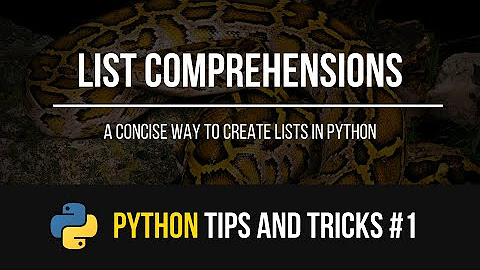 LIST COMPREHENSIONS
A CONCISE WAY TO CREATE LISTS IN PYTHON
PYTHON TIPS AND TRICKS #1